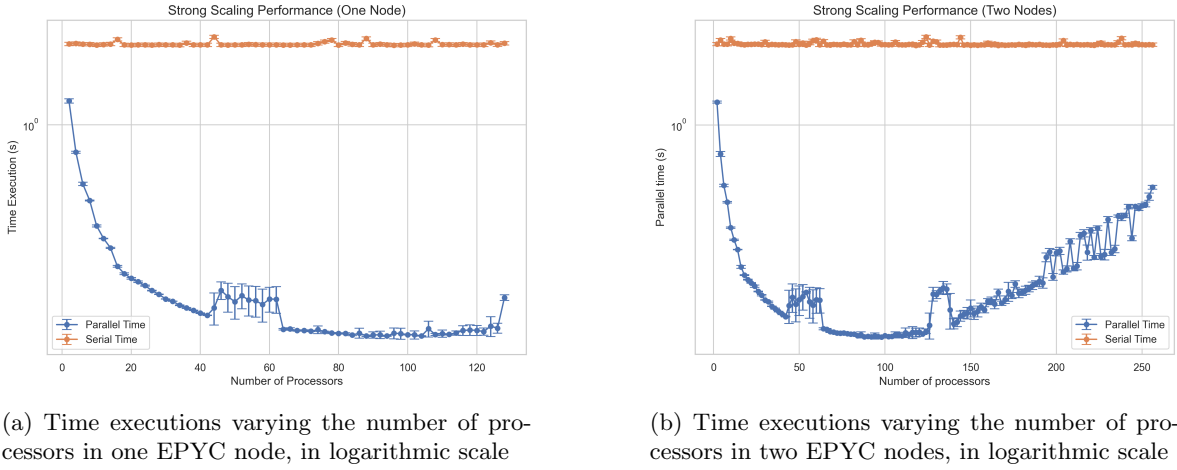 Strong Scaling Performance (One Node)
10^0
Time Execution (s)
Parallel Time
Serial Time
0 20 40 60 80 100 120
Number of Processors
(a) Time executions varying the number of pro-
cessors in one EPYC node, in logarithmic scale
Strong Scaling Performance (Two Nodes)
10^0
Parallel time (s)
Parallel Time
Serial Time
0 50 100 150 200 250
Number of processors
(b) Time executions varying the number of pro-
cessors in two EPYC nodes, in logarithmic scale